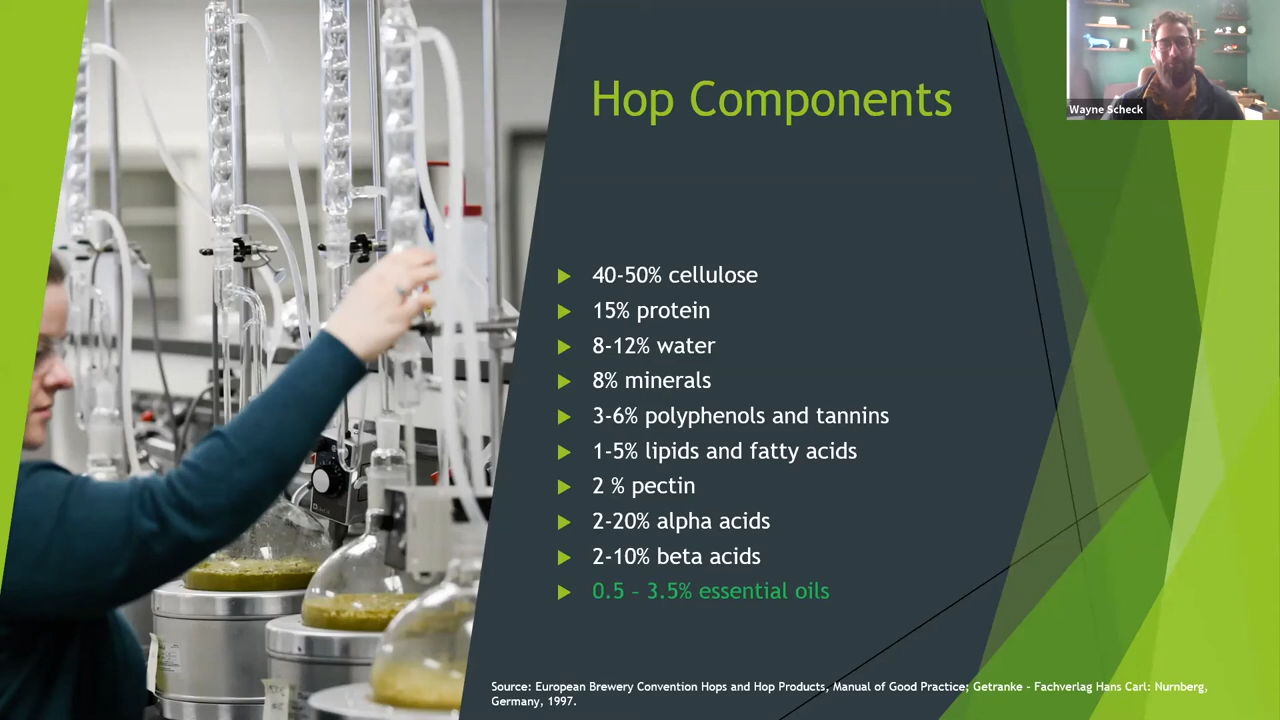 Hop Components
Wayne Scheck
40-50% cellulose
15% protein
8-12% water
8% minerals
3-6% polyphenols and tannins
1-5% lipids and fatty acids
2 % pectin
2-20% alpha acids
2-10% beta acids
0.5 – 3.5% essential oils
Source: European Brewery Convention Hops and Hop Products, Manual of Good Practice; Getranke - Fachverlag Hans Carl: Nurnberg,
Germany, 1997.